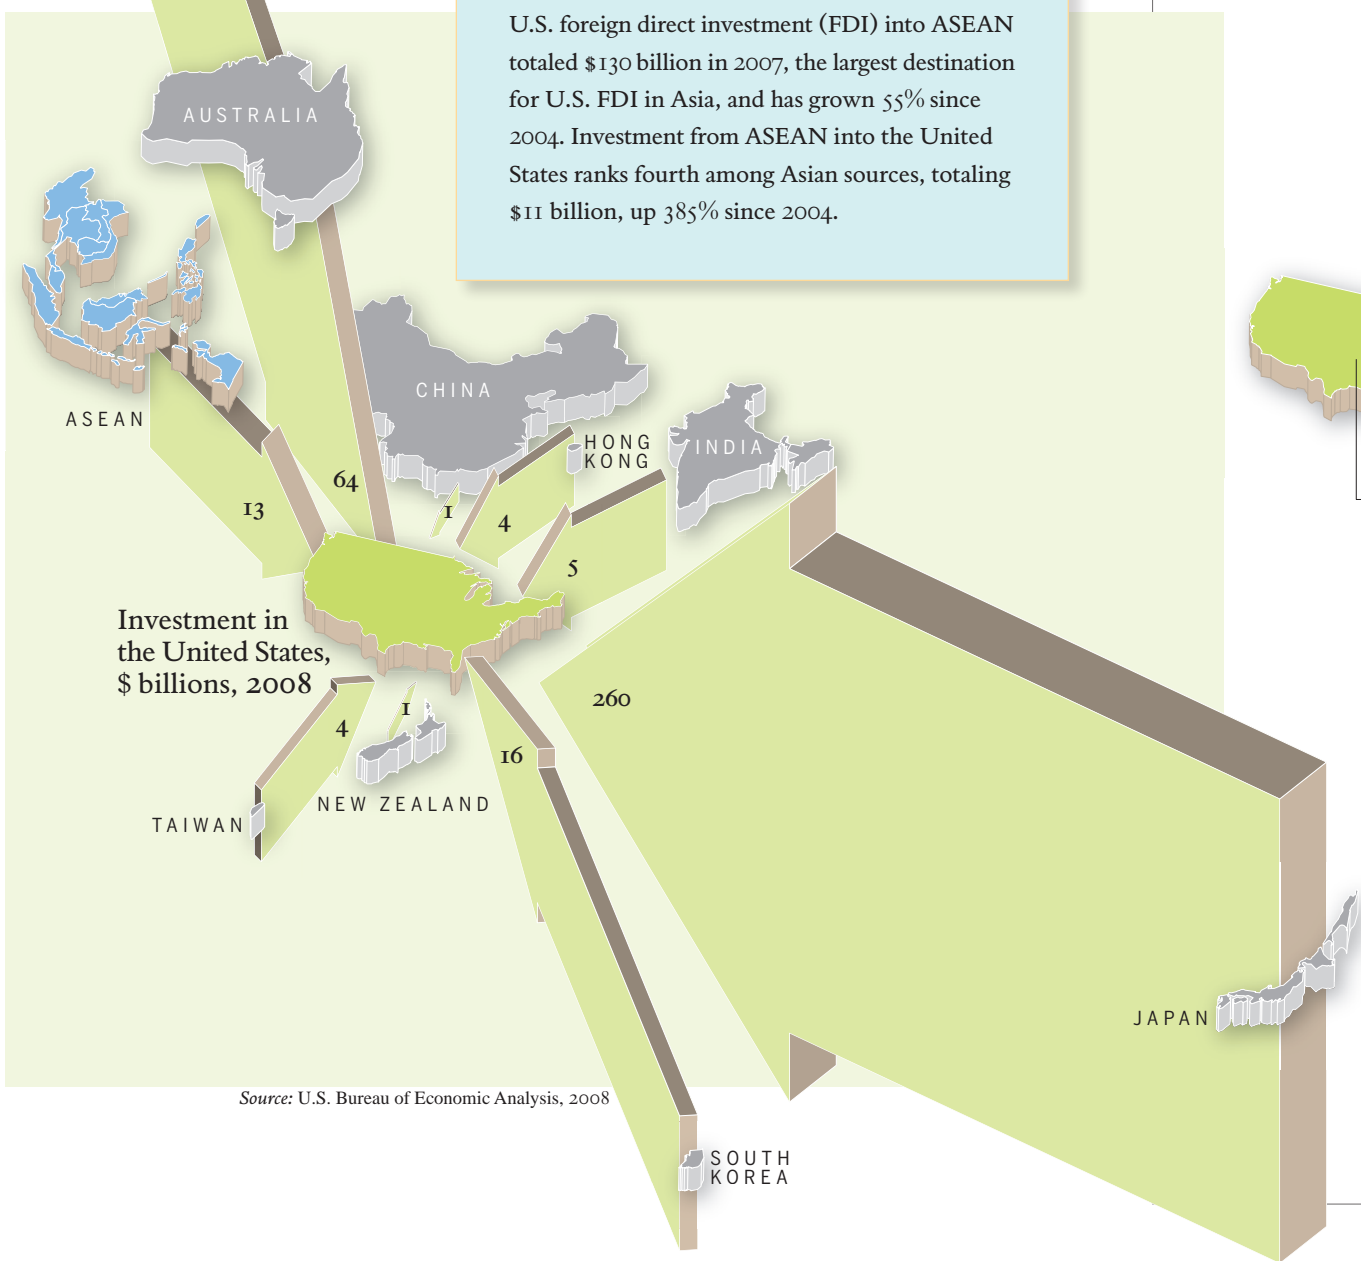 U.S. foreign direct investment (FDI) into ASEAN
totaled $130 billion in 2007, the largest destination
for U.S. FDI in Asia, and has grown 55% since
2004. Investment from ASEAN into the United
States ranks fourth among Asian sources, totaling
$11 billion, up 385% since 2004.
AUSTRALIA
CHINA
ASEAN
HONG
KONG
INDIA
64
13
1
4
5
Investment in
the United States,
$ billions, 2008
260
4
1
16
NEW ZEALAND
TAIWAN
JAPAN
Source: U.S. Bureau of Economic Analysis, 2008
SOUTH
KOREA